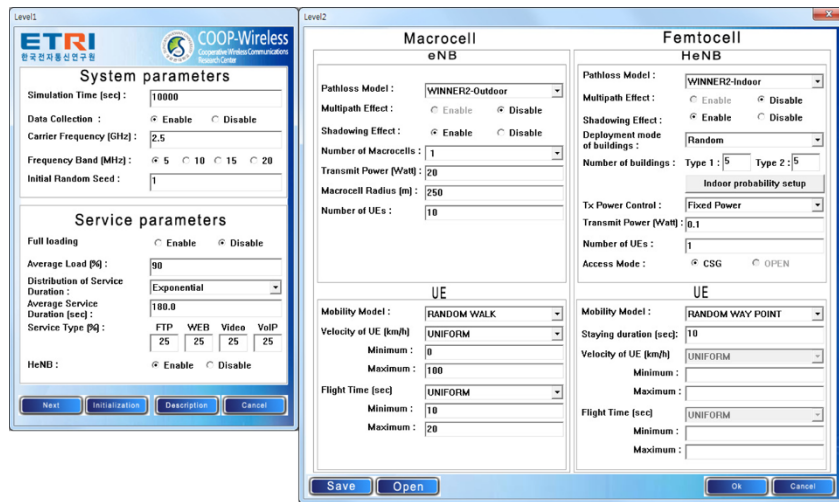 Level1
ETRI
한국전자통신연구원
COOP-Wireless
Cooperative Wireless Communications
Research Center
System parameters
Simulation Time (sec) : 10000
Data Collection : Enable Disable
Carrier Frequency (GHz) : 2.5
Frequency Band (MHz) : 5 10 15 20
Initial Random Seed : 1
Service parameters
Full loading Enable Disable
Average Load (%) : 90
Distribution of Service
Duration : Exponential
Average Service
Duration (sec) : 180.0
Service Type (%) : FTP WEB Video VoIP
25 25 25 25
HeNB : Enable Disable
Next Initialization Description Cancel
Level2
Macrocell
eNB
Pathloss Model : WINNER2-Outdoor
Multipath Effect : Enable Disable
Shadowing Effect : Enable Disable
Number of Macrocells : 1
Transmit Power (Watt) : 20
Macrocell Radius (m) : 250
Number of UEs : 10
UE
Mobility Model : RANDOM WALK
Velocity of UE (km/h) UNIFORM
Minimum : 0
Maximum : 100
Flight Time (sec) UNIFORM
Minimum : 10
Maximum : 20
Femtocell
HeNB
Pathloss Model : WINNER2-Indoor
Multipath Effect : Enable Disable
Shadowing Effect : Enable Disable
Deployment mode
of buildings : Random
Number of buildings : Type 1 : 5 Type 2 : 5
Indoor probability setup
Tx Power Control : Fixed Power
Transmit Power (Watt) : 0.1
Number of UEs : 1
Access Mode : CSG OPEN
UE
Mobility Model : RANDOM WAY POINT
Staying duration (sec): 10
Velocity of UE (km/h) UNIFORM
Minimum :
Maximum :
Flight Time (sec) UNIFORM
Minimum :
Maximum :
Save Open Ok Cancel